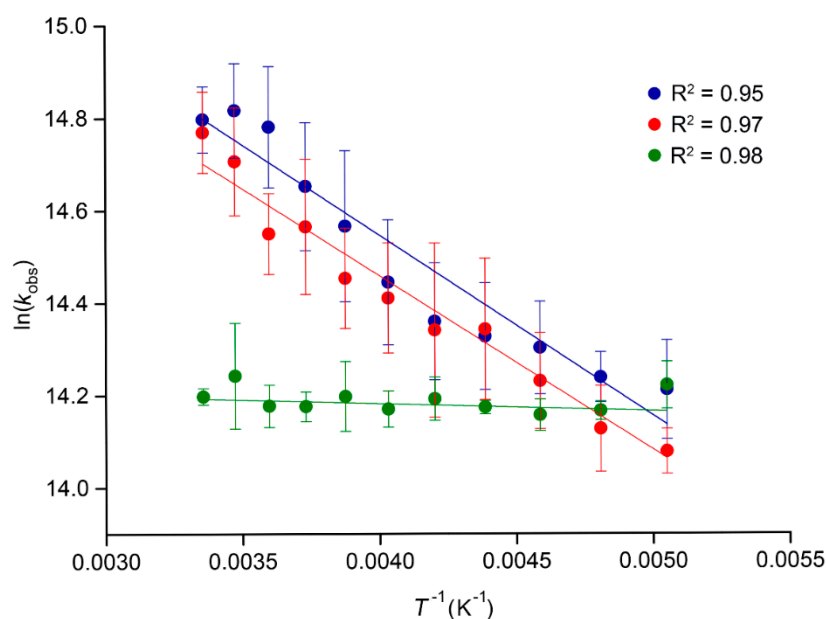 15.0
14.8
14.6
14.4
14.2
14.0
ln(k_obs)
R² = 0.95
R² = 0.97
R² = 0.98
0.0030
0.0035
0.0040
0.0045
0.0050
0.0055
T⁻¹ (K⁻¹)